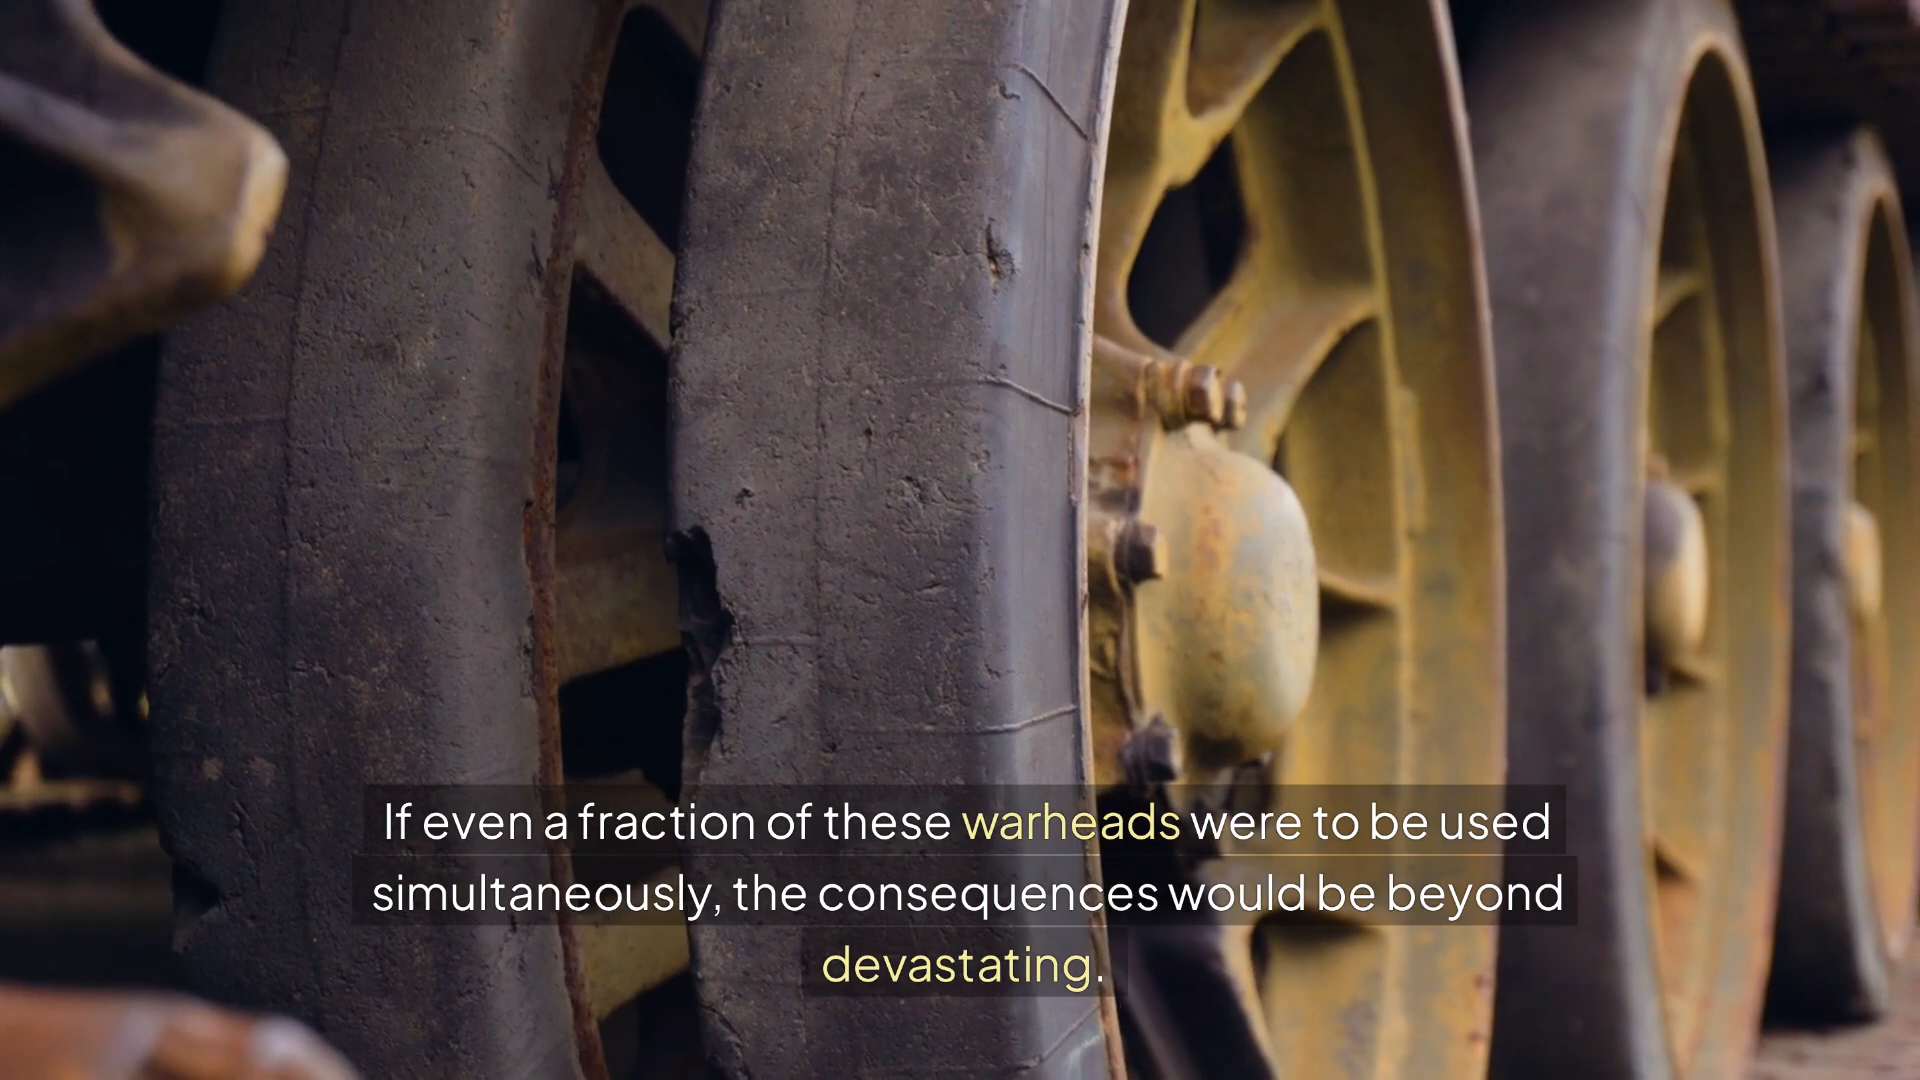 If even a fraction of these warheads were to be used
simultaneously, the consequences would be beyond
devastating.